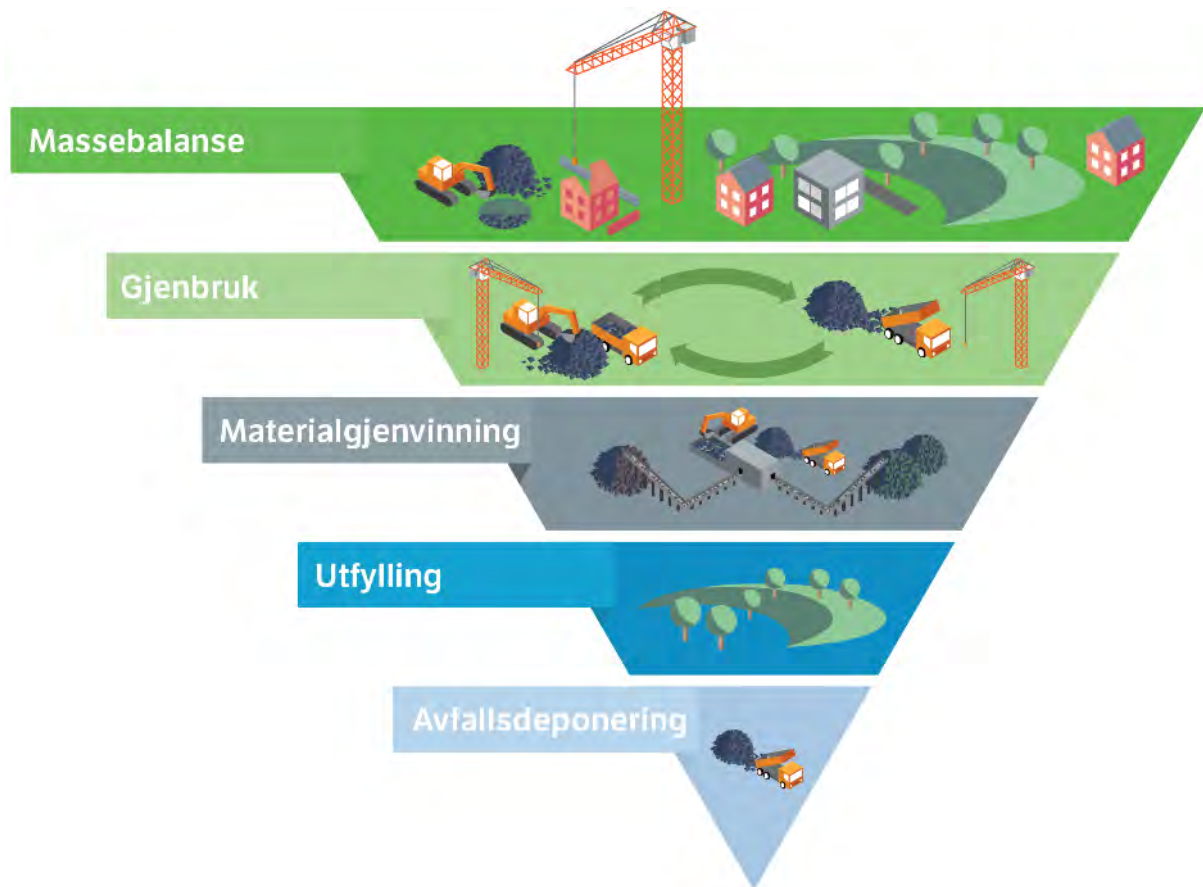 Massebalanse
Gjenbruk
Materialgjenvinning
Utfylling
Avfallsdeponering